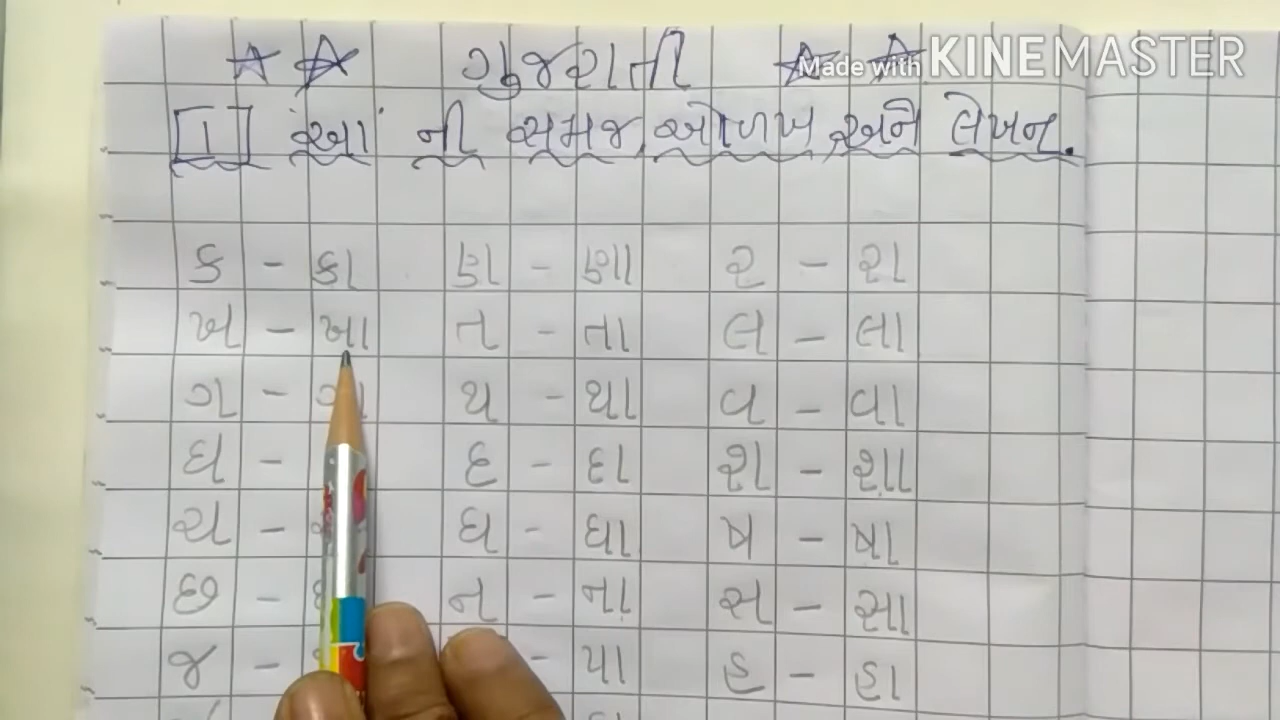 ગુજરાતી
Made with KINEMASTER
1 આ ની સમજ, ઓળખ અને લેખન.
ક - કા ણ - ણા ર - રા
ખ - ખા ત - તા લ - લા
ગ - થ - થા વ - વા
ઘ - દ - દા શ - શા
ચ - ધ - ધા ષ - ષા
છ - ન - ના સ - સા
જ - - પા હ - હા